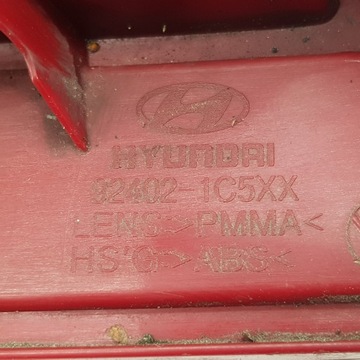 HYUNDAI
92402-1C5XX
LENS>PMMA<
HS'G>ABS<